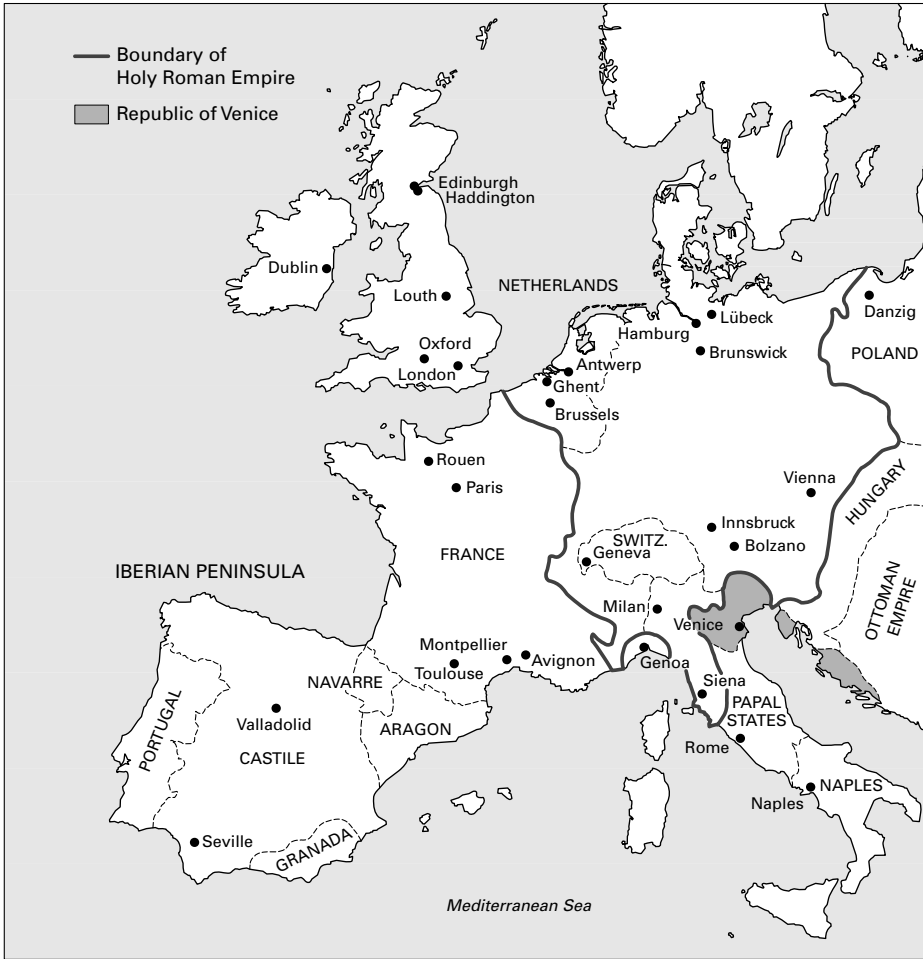 Boundary of
Holy Roman Empire
Republic of Venice
Edinburgh
Haddington
Dublin
Louth
NETHERLANDS
Oxford
London
Hamburg
Lübeck
Danzig
Brunswick
POLAND
Antwerp
Ghent
Brussels
Rouen
Paris
Vienna
HUNGARY
Innsbruck
Bolzano
SWITZ.
Geneva
FRANCE
IBERIAN PENINSULA
Milan
Venice
OTTOMAN
EMPIRE
Montpellier
Toulouse
Avignon
Genoa
NAVARRE
Siena
PAPAL
STATES
PORTUGAL
Valladolid
ARAGON
Rome
CASTILE
NAPLES
Naples
Seville
GRANADA
Mediterranean Sea